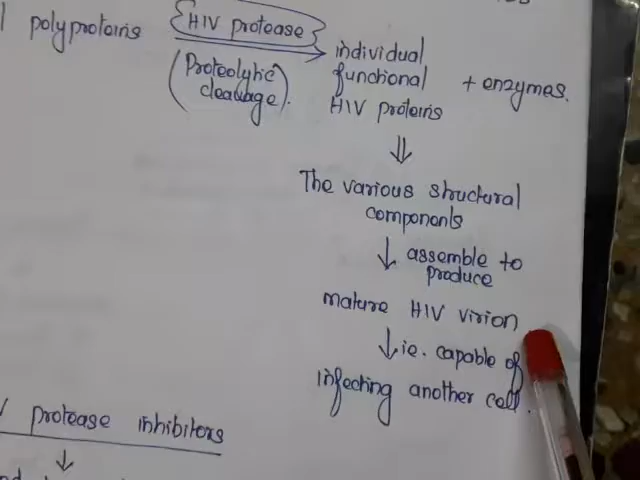 polyproteins
HIV protease
(Proteolytic
cleavage).
individual
functional
HIV proteins
+ enzymes.
The various structural
components
assemble to
produce
mature HIV virion
ie. capable of
infecting another cell.
protease inhibitors